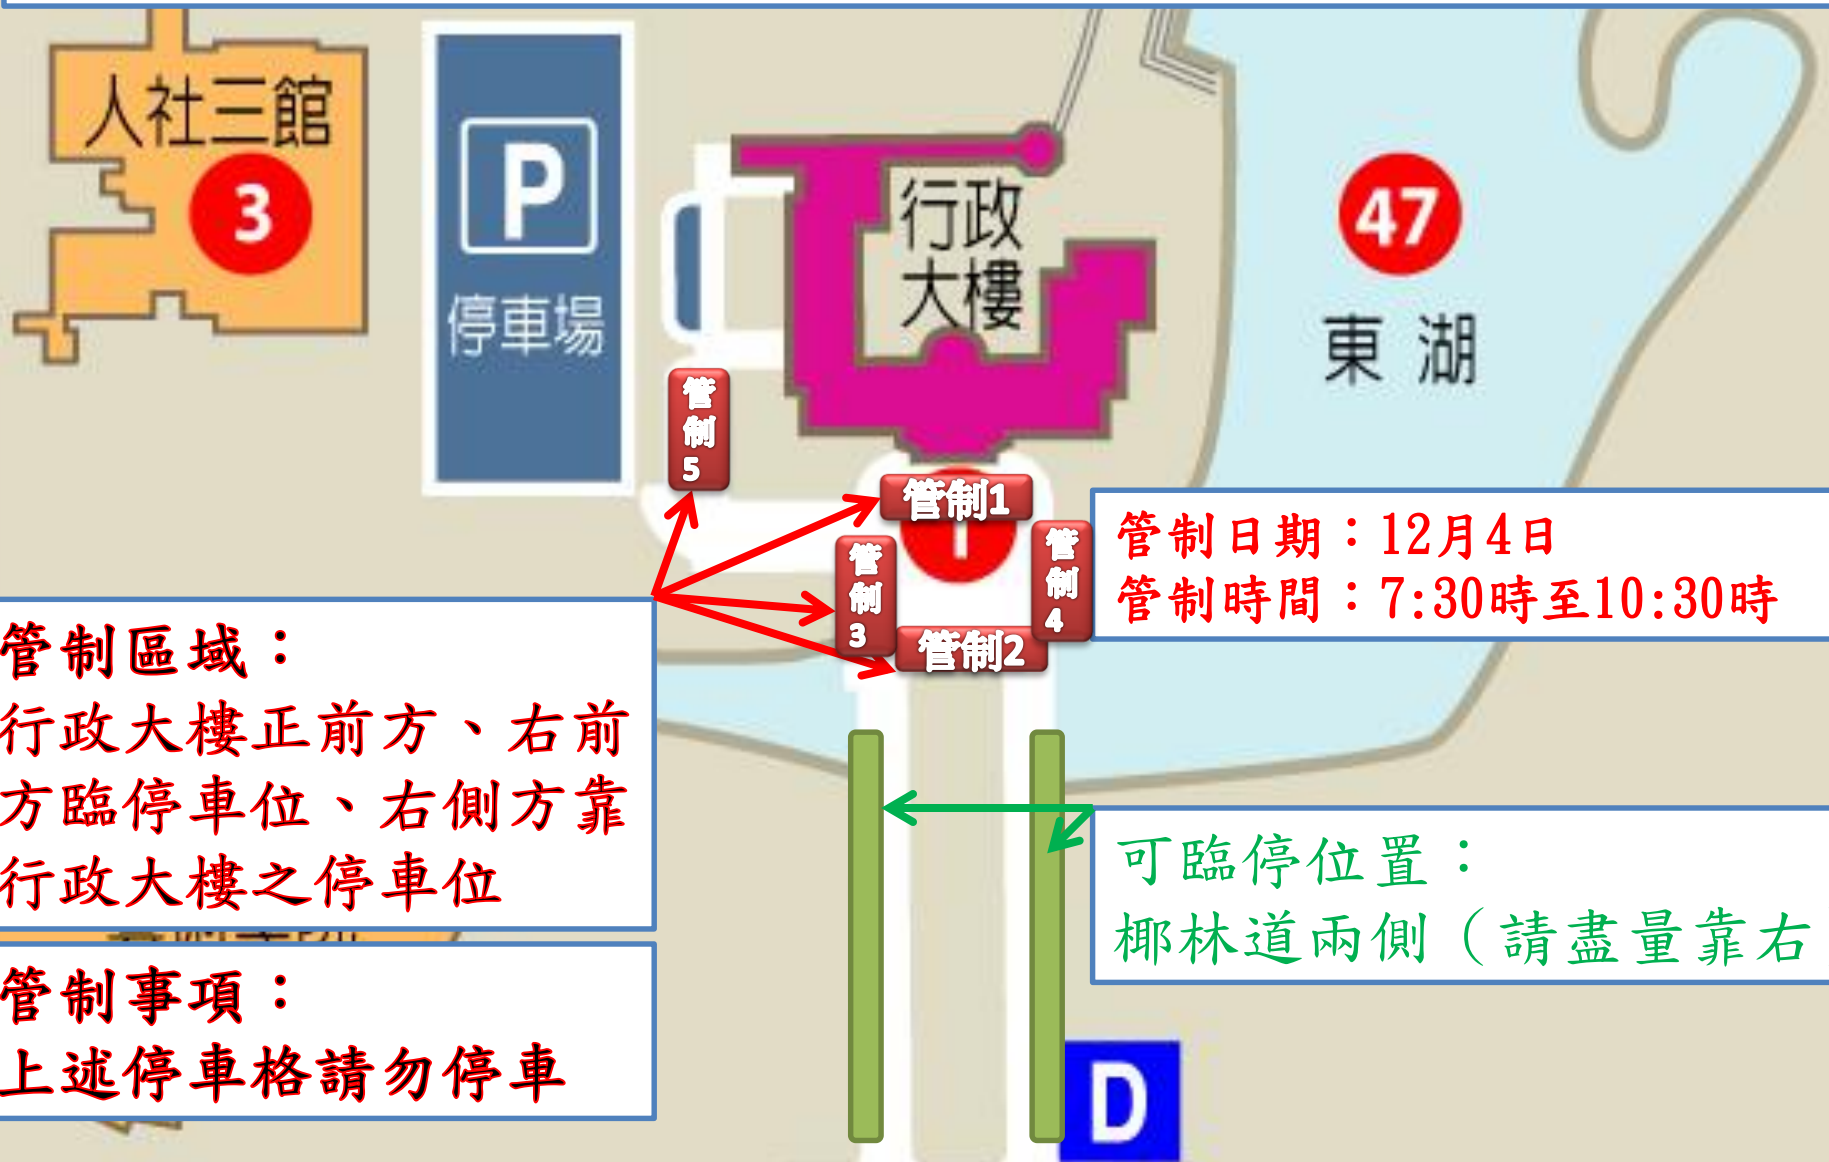 人社三館
3
P
停車場
行政
大樓
47
東 湖
管制5
管制1
管制3
管制4
管制2
管制日期：12月4日
管制時間：7:30時至10:30時
管制區域：
行政大樓正前方、右前
方臨停車位、右側方靠
行政大樓之停車位
可臨停位置：
椰林道兩側（請盡量靠右
管制事項：
上述停車格請勿停車
D